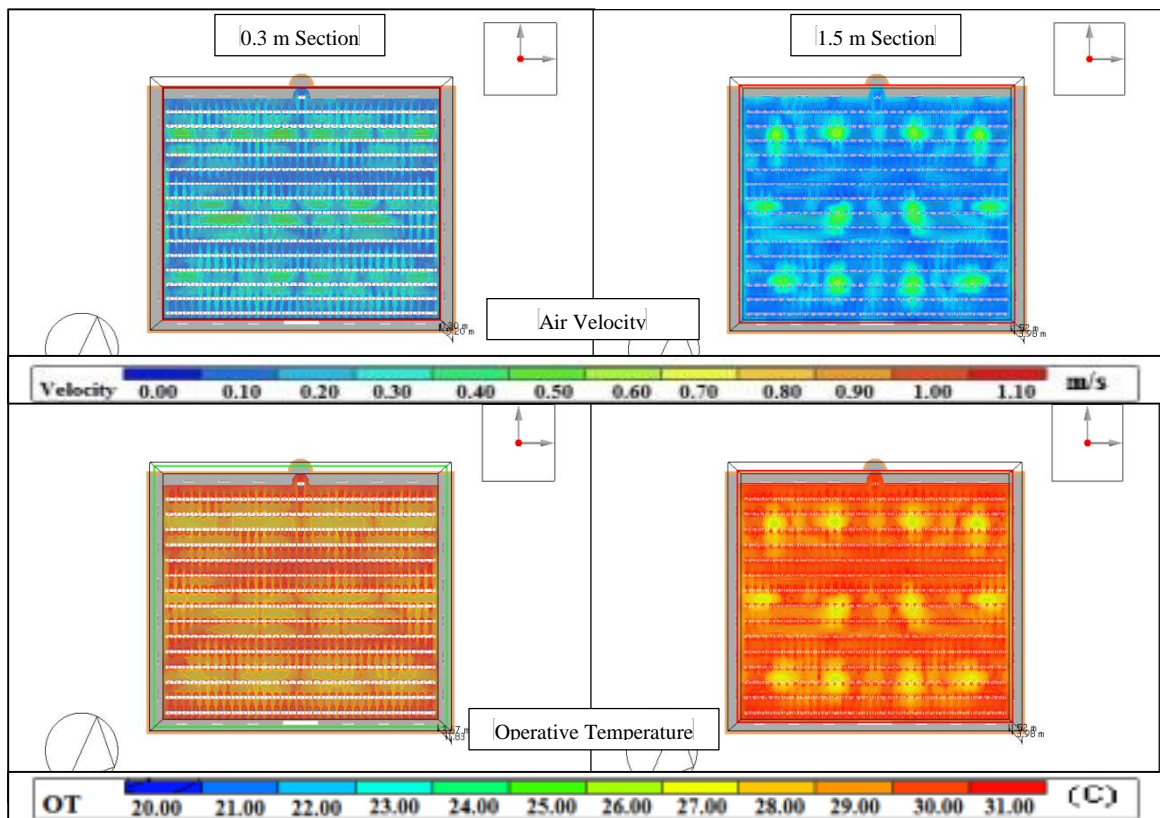 0.3 m Section
1.5 m Section
Air Velocity
Velocity 0.00 0.10 0.20 0.30 0.40 0.50 0.60 0.70 0.80 0.90 1.00 1.10 m/s
Operative Temperature
OT 20.00 21.00 22.00 23.00 24.00 25.00 26.00 27.00 28.00 29.00 30.00 31.00 (C)